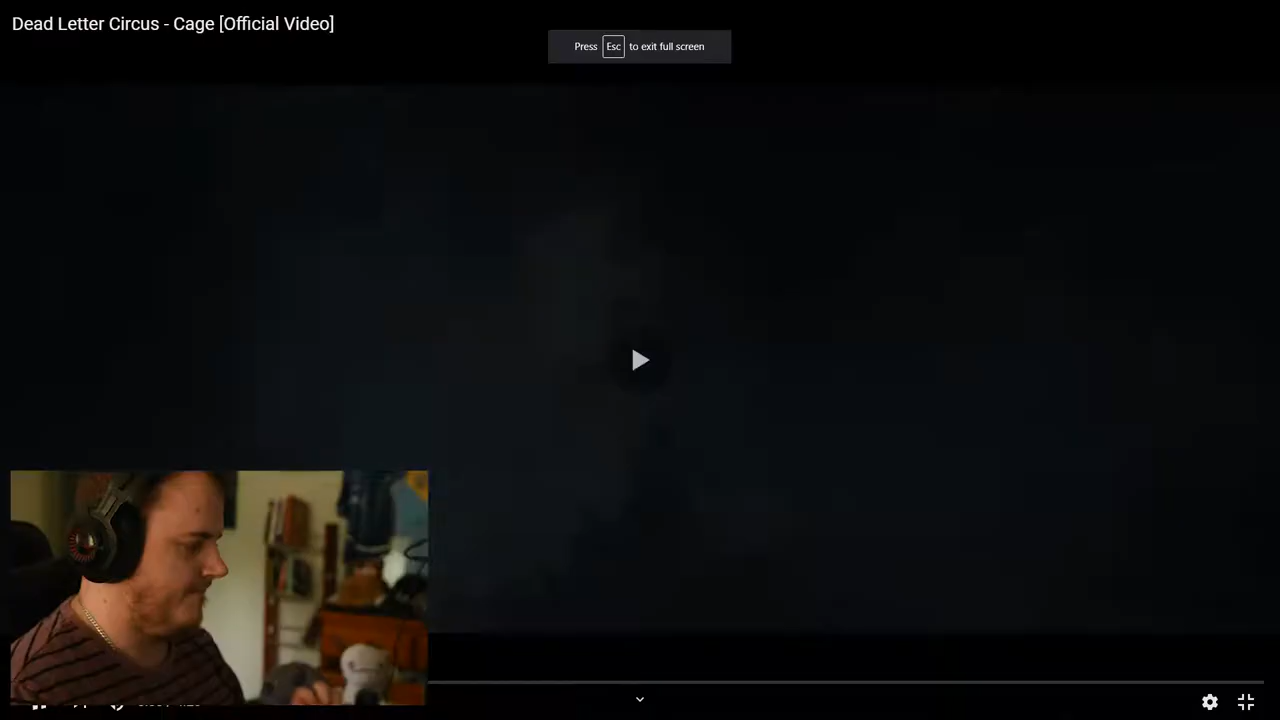 Dead Letter Circus - Cage [Official Video]
Press Esc to exit full screen